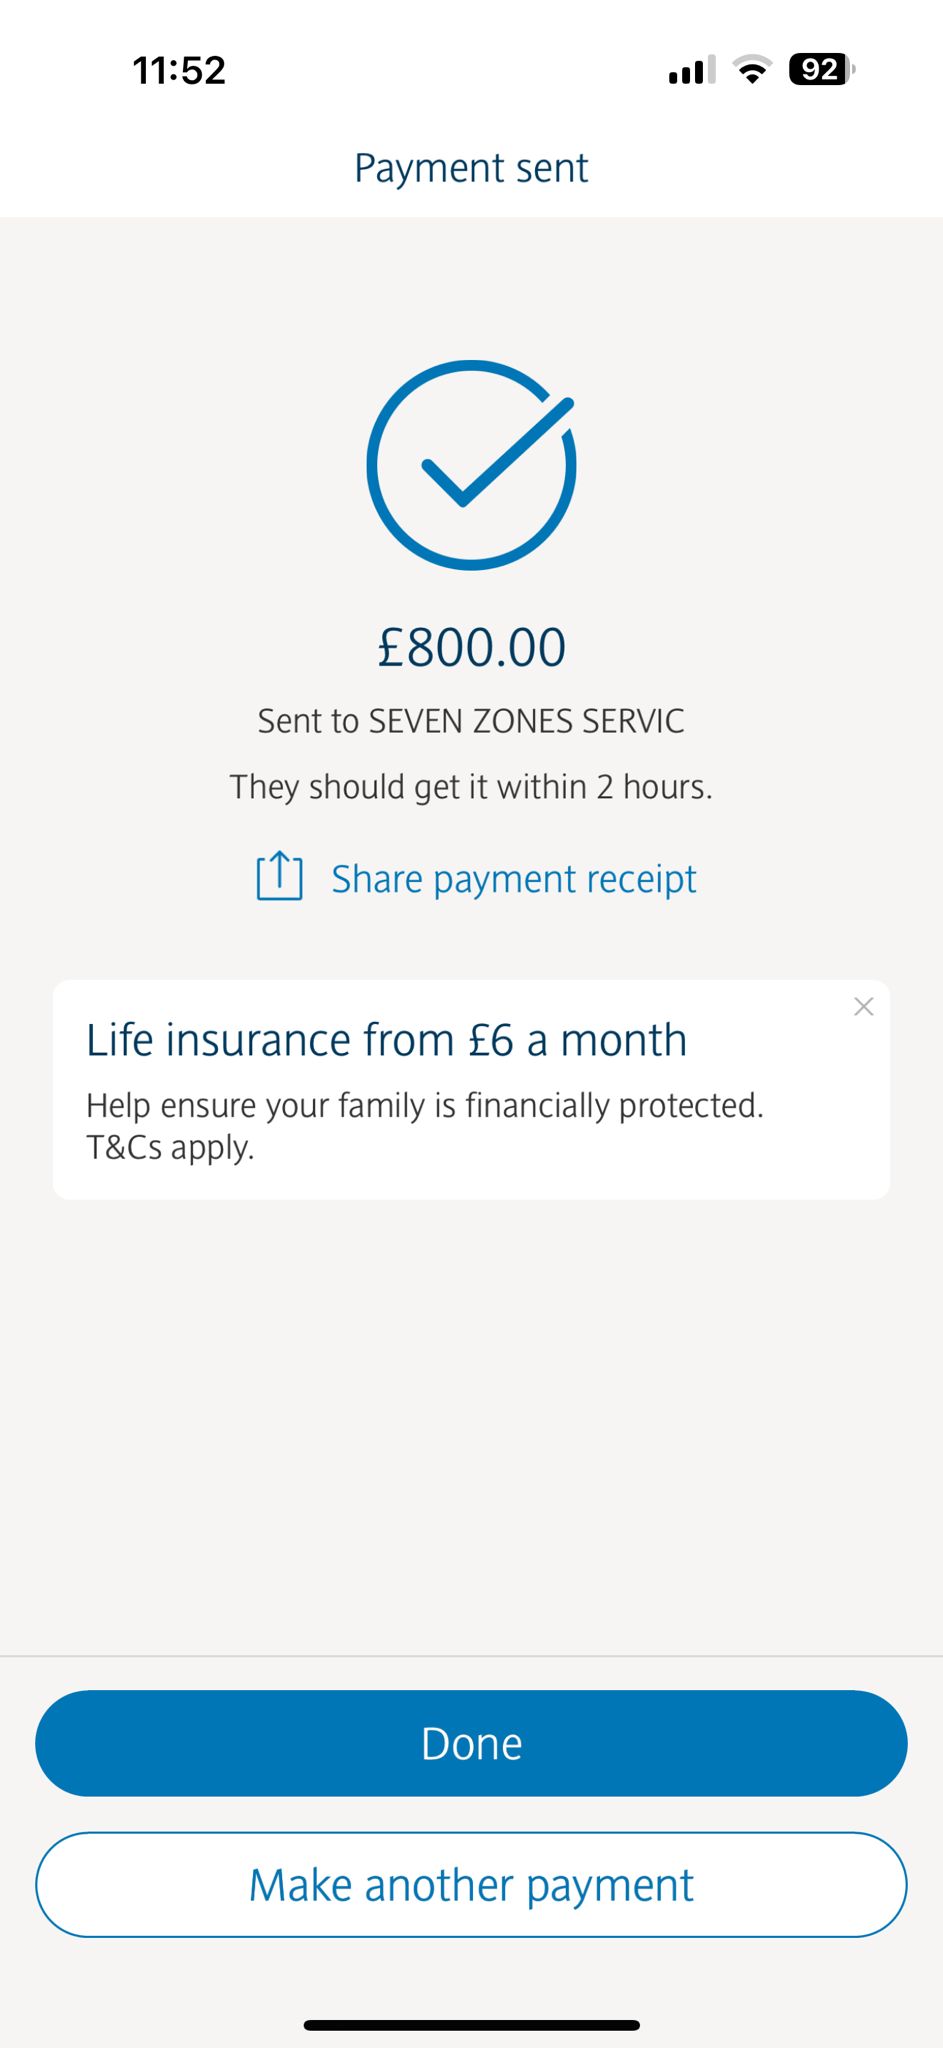 11:52
92
Payment sent
£800.00
Sent to SEVEN ZONES SERVIC
They should get it within 2 hours.
Share payment receipt
Life insurance from £6 a month
Help ensure your family is financially protected.
T&Cs apply.
Done
Make another payment